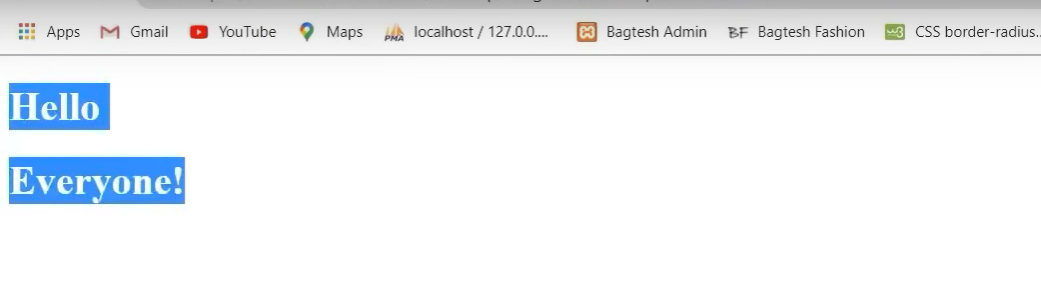 Apps Gmail YouTube Maps localhost / 127.0.0.... Bagtesh Admin BF Bagtesh Fashion CSS border-radius..
Hello
Everyone!